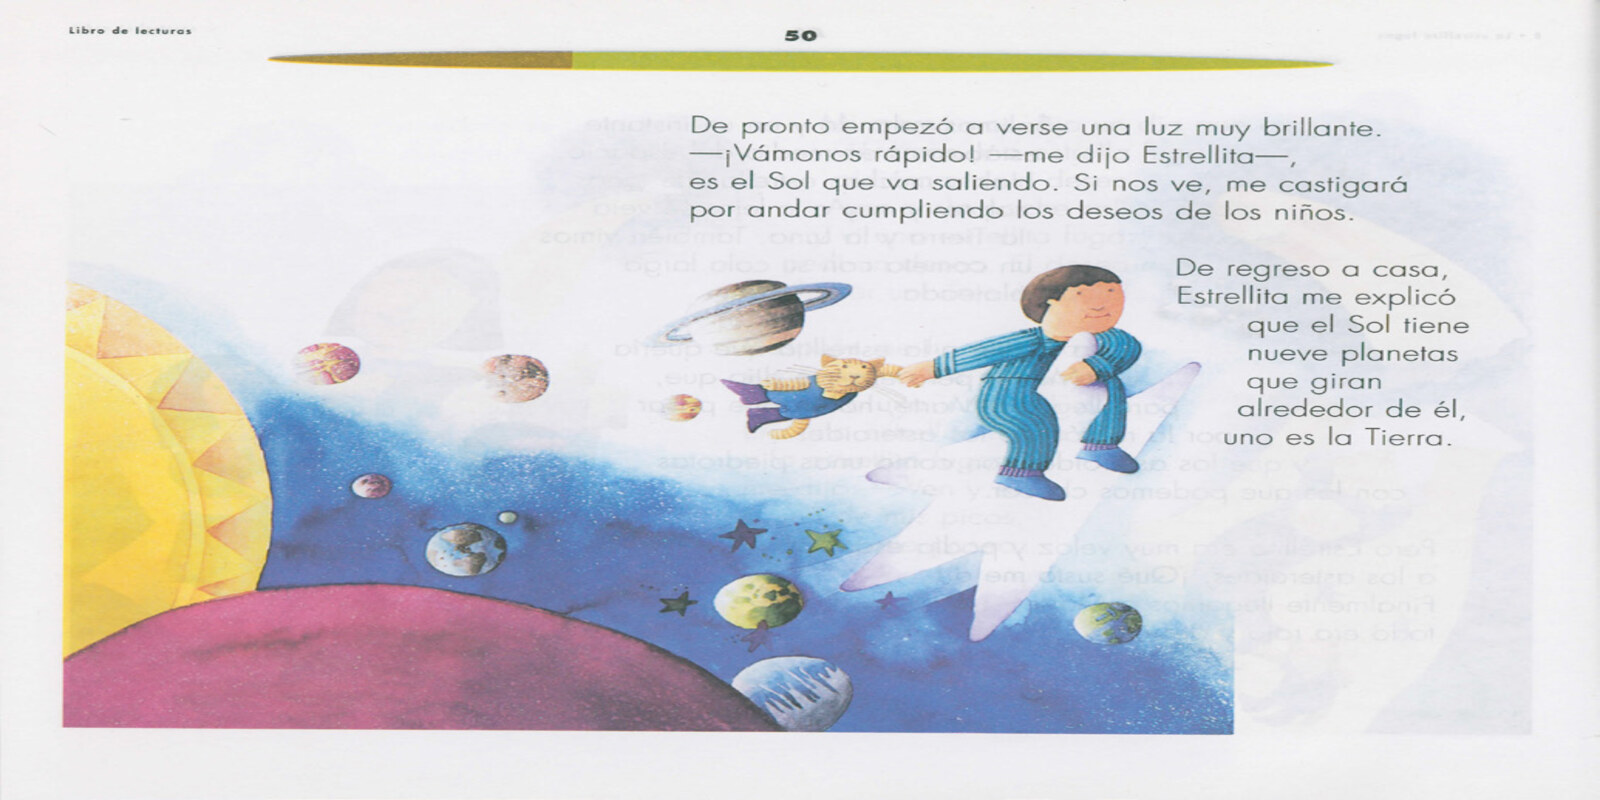 Libro de lecturas
50
De pronto empezó a verse una luz muy brillante.
—¡Vámonos rápido! —me dijo Estrellita—,
es el Sol que va saliendo. Si nos ve, me castigará
por andar cumpliendo los deseos de los niños.
De regreso a casa,
Estrellita me explicó
que el Sol tiene
nueve planetas
que giran
alrededor de él,
uno es la Tierra.